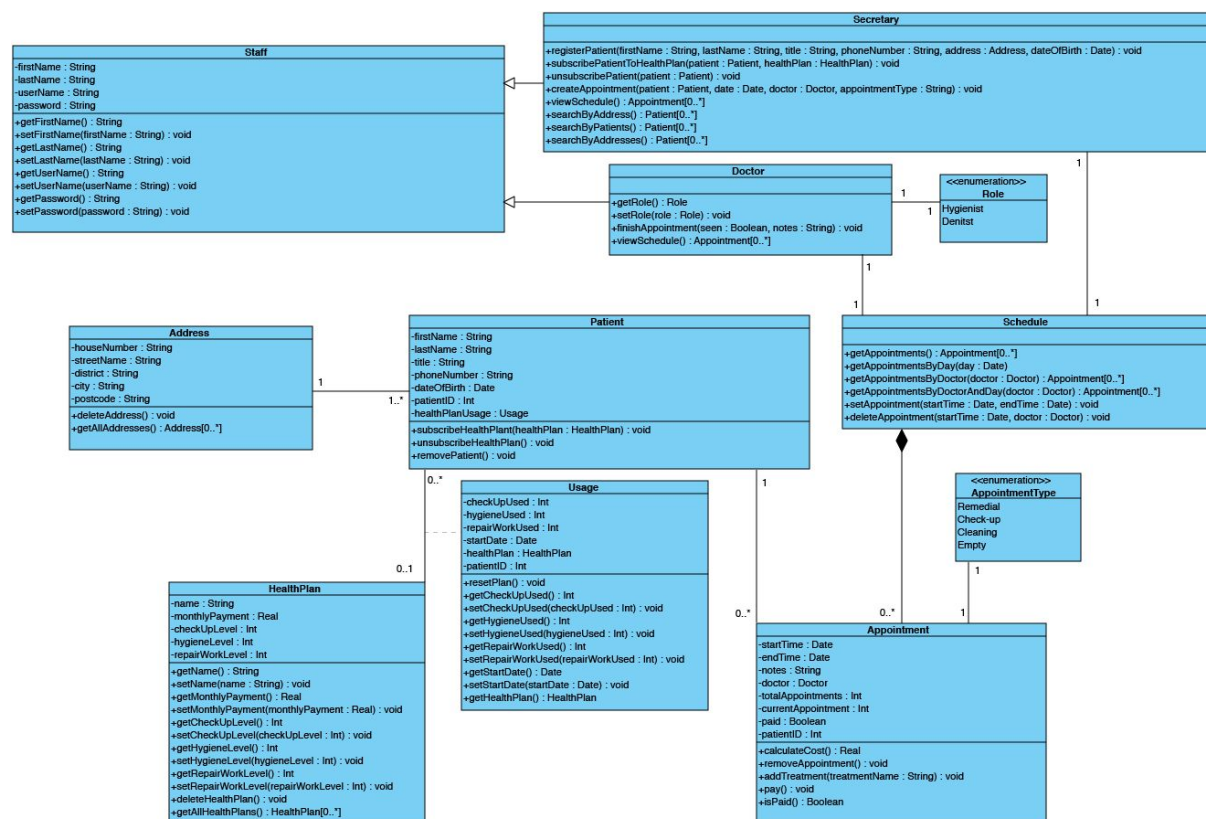 Secretary
+registerPatient(firstName : String, lastName : String, title : String, phoneNumber : String, address : Address, dateOfBirth : Date) : void
+subscribePatientToHealthPlan(patient : Patient, healthPlan : HealthPlan) : void
+unsubscribePatient(patient : Patient) : void
+createAppointment(patient : Patient, date : Date, doctor : Doctor, appointmentType : String) : void
+viewSchedule() : Appointment[0..*]
+searchByAddress() : Patient[0..*]
+searchByPatients() : Patient[0..*]
+searchByAddresses() : Patient[0..*]
Staff
-firstName : String
-lastName : String
-userName : String
-password : String
+getFirstName() : String
+setFirstName(firstName : String) : void
+getLastName() : String
+setLastName(lastName : String) : void
+getUserName() : String
+setUserName(userName : String) : void
+getPassword() : String
+setPassword(password : String) : void
Doctor
+getRole() : Role
+setRole(role : Role) : void
+finishAppointment(seen : Boolean, notes : String) : void
+viewSchedule() : Appointment[0..*]
1
1
<<enumeration>>
Role
Hygienist
Denitst
1
1
1
1
Address
-houseNumber : String
-streetName : String
-district : String
-city : String
-postcode : String
+deleteAddress() : void
+getAllAddresses() : Address[0..*]
1
1..*
Patient
-firstName : String
-lastName : String
-title : String
-phoneNumber : String
-dateOfBirth : Date
-patientID : Int
-healthPlanUsage : Usage
+subscribeHealthPlant(healthPlan : HealthPlan) : void
+unsubscribeHealthPlan() : void
+removePatient() : void
Schedule
+getAppointments() : Appointment[0..*]
+getAppointmentsByDay(day : Date)
+getAppointmentsByDoctor(doctor : Doctor) : Appointment[0..*]
+getAppointmentsByDoctorAndDay(doctor : Doctor) : Appointment[0..*]
+setAppointment(startTime : Date, endTime : Date) : void
+deleteAppointment(startTime : Date, doctor : Doctor) : void
0..*
0..1
1
0..*
0..*
Usage
-checkUpUsed : Int
-hygieneUsed : Int
-repairWorkUsed : Int
-startDate : Date
-healthPlan : HealthPlan
-patientID : Int
+resetPlan() : void
+getCheckUpUsed() : Int
+setCheckUpUsed(checkUpUsed : Int) : void
+getHygieneUsed() : Int
+setHygieneUsed(hygieneUsed : Int) : void
+getRepairWorkUsed() : Int
+setRepairWorkUsed(repairWorkUsed : Int) : void
+getStartDate() : Date
+setStartDate(startDate : Date) : void
+getHealthPlan() : HealthPlan
<<enumeration>>
AppointmentType
Remedial
Check-up
Cleaning
Empty
1
1
HealthPlan
-name : String
-monthlyPayment : Real
-checkUpLevel : Int
-hygieneLevel : Int
-repairWorkLevel : Int
+getName() : String
+setName(name : String) : void
+getMonthlyPayment() : Real
+setMonthlyPayment(monthlyPayment : Real) : void
+getCheckUpLevel() : Int
+setCheckUpLevel(checkUpLevel : Int) : void
+getHygieneLevel() : Int
+setHygieneLevel(hygieneLevel : Int) : void
+getRepairWorkLevel() : Int
+setRepairWorkLevel(repairWorkLevel : Int) : void
+deleteHealthPlan() : void
+getAllHealthPlans() : HealthPlan[0..*]
Appointment
-startTime : Date
-endTime : Date
-notes : String
-doctor : Doctor
-totalAppointments : Int
-currentAppointment : Int
-paid : Boolean
-patientID : Int
+calculateCost() : Real
+removeAppointment() : void
+addTreatment(treatmentName : String) : void
+pay() : void
+isPaid() : Boolean